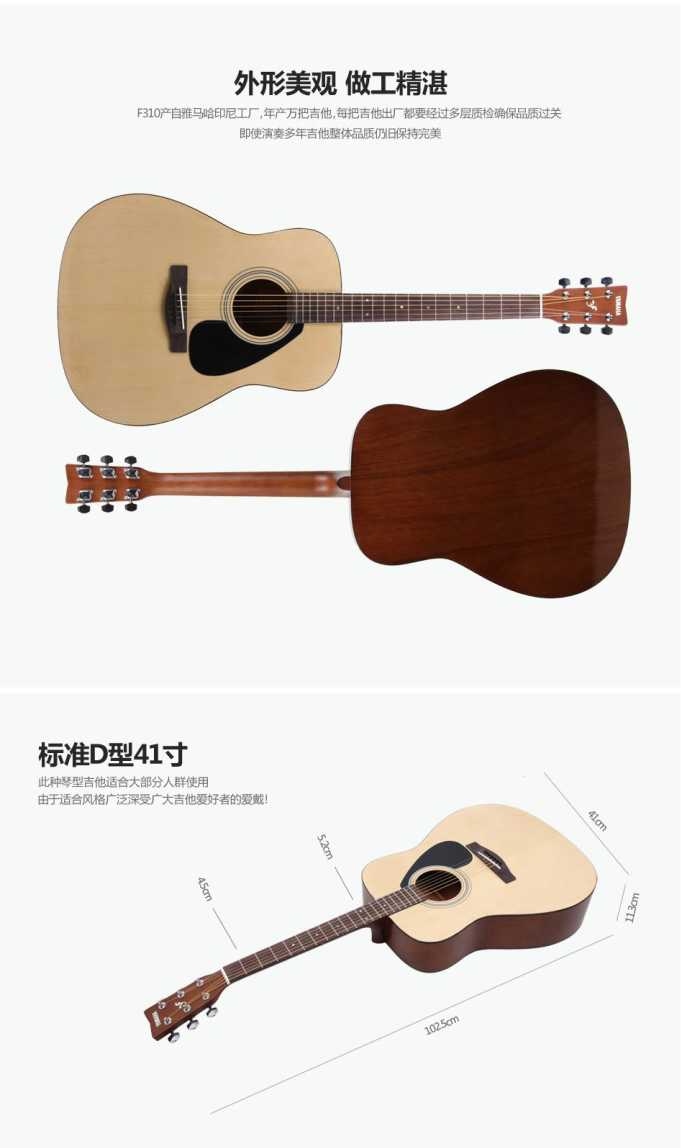 外形美观 做工精湛
F310产自雅马哈印尼工厂,年产万把吉他,每把吉他出厂都要经过多层质检确保品质过关
即使演奏多年吉他整体品质仍旧保持完美
YAMAHA
标准D型41寸
此种琴型吉他适合大部分人群使用
由于适合风格广泛深受广大吉他爱好者的爱戴!
41cm
5.2cm
4.5cm
11.3cm
YAMAHA
102.5cm